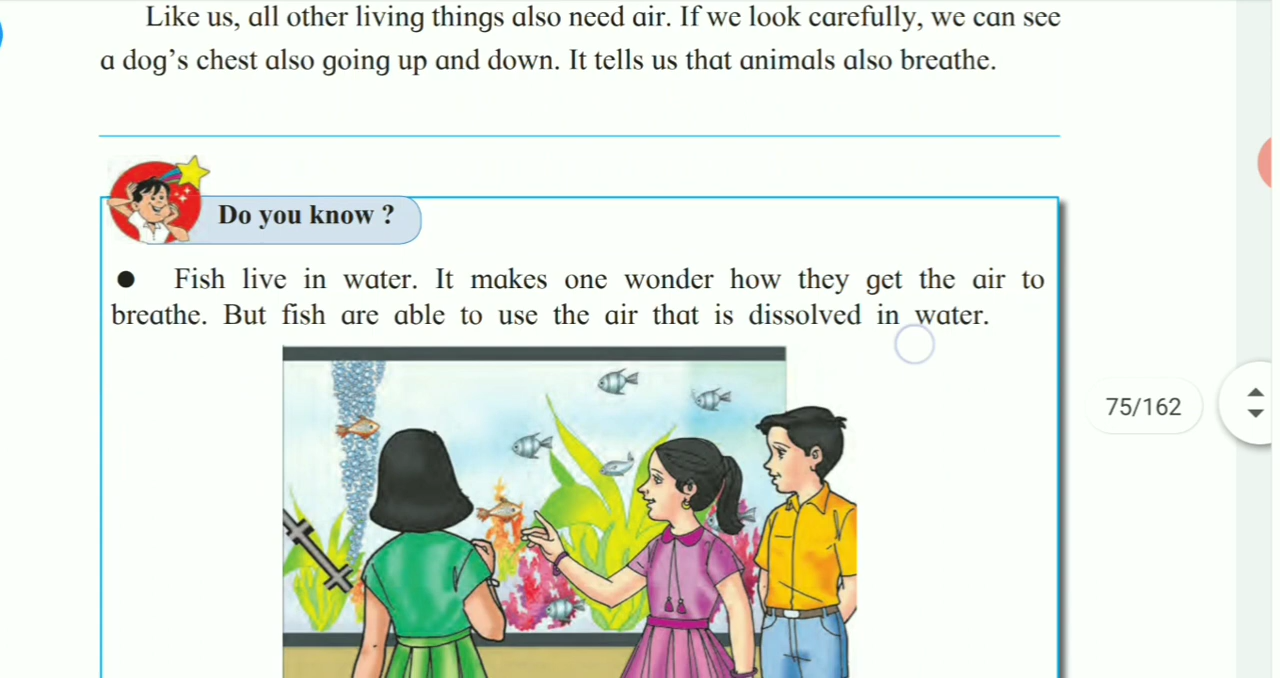 Like us, all other living things also need air. If we look carefully, we can see
a dog’s chest also going up and down. It tells us that animals also breathe.
Do you know ?
● Fish live in water. It makes one wonder how they get the air to
breathe. But fish are able to use the air that is dissolved in water.
75/162